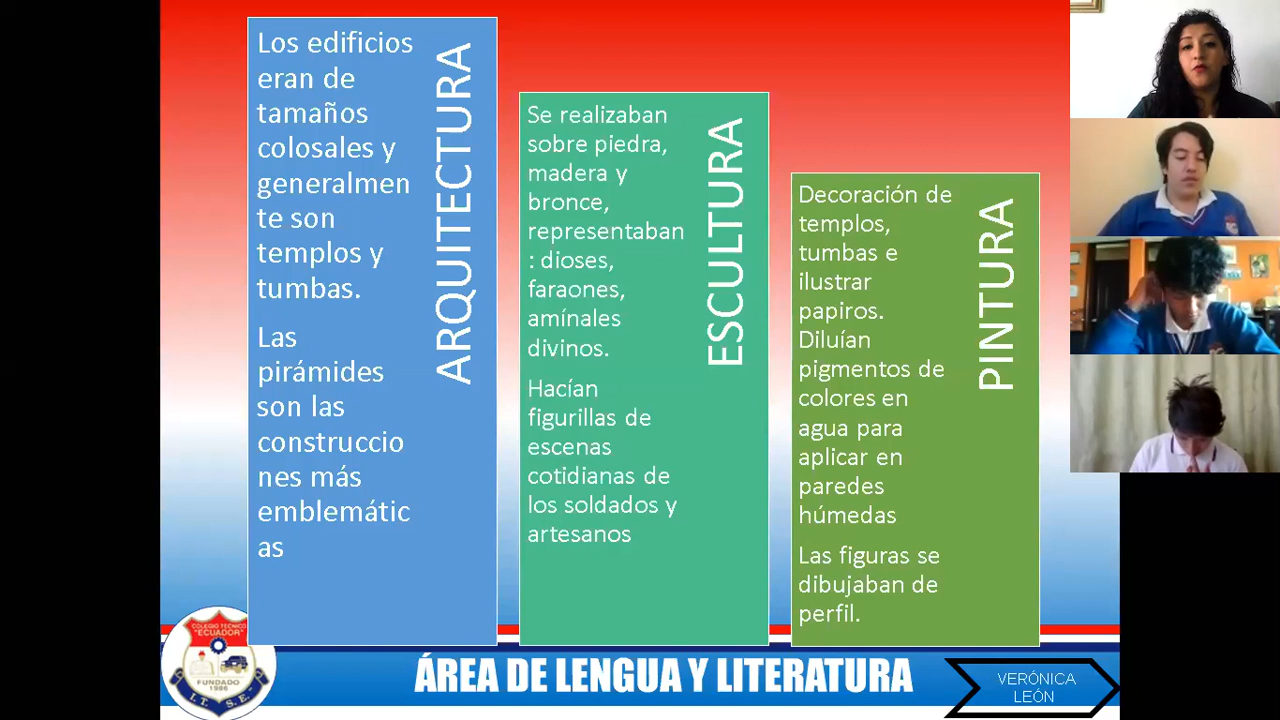 Los edificios
eran de
tamaños
colosales y
generalmen
te son
templos y
tumbas.
Las
pirámides
son las
construccio
nes más
emblemátic
as
ARQUITECTURA
Se realizaban
sobre piedra,
madera y
bronce,
representaban
: dioses,
faraones,
amínales
divinos.
Hacían
figurillas de
escenas
cotidianas de
los soldados y
artesanos
ESCULTURA
Decoración de
templos,
tumbas e
ilustrar
papiros.
Diluían
pigmentos de
colores en
agua para
aplicar en
paredes
húmedas
Las figuras se
dibujaban de
perfil.
PINTURA
COLEGIO TECNICO
"ECUADOR"
FUNDADO
1986
I.T. S.E.
ÁREA DE LENGUA Y LITERATURA
VERÓNICA
LEÓN